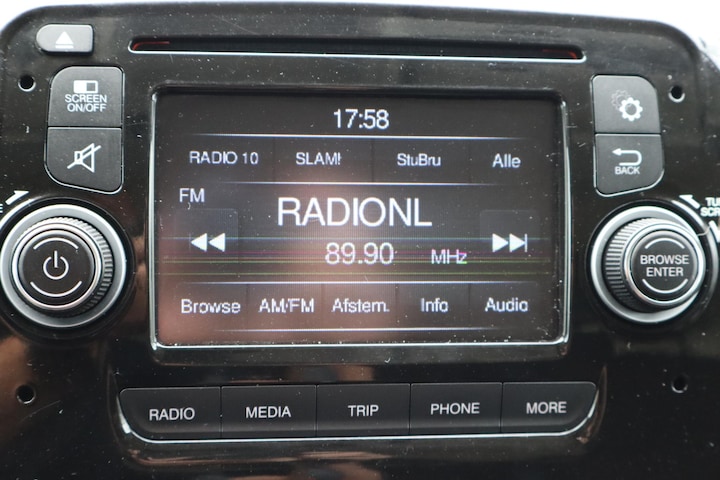 SCREEN
ON/OFF
17:58
RADIO 10 SLAM! StuBru Alle
FM
RADIONL
89.90 MHz
Browse AM/FM Afstem. Info Audio
BACK
BROWSE
ENTER
RADIO MEDIA TRIP PHONE MORE